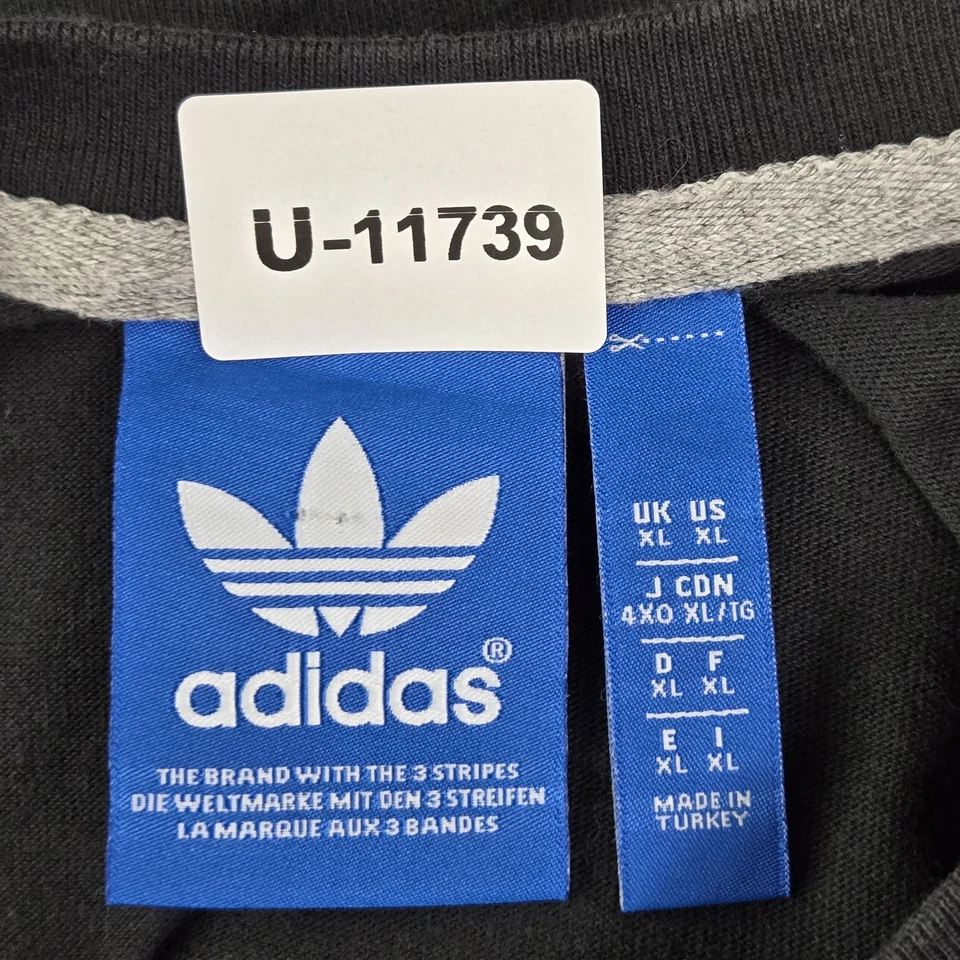 U-11739
adidas®
THE BRAND WITH THE 3 STRIPES
DIE WELTMARKE MIT DEN 3 STREIFEN
LA MARQUE AUX 3 BANDES
UK US
XL XL
J CDN
4XO XL/TG
D F
XL XL
E I
XL XL
MADE IN
TURKEY